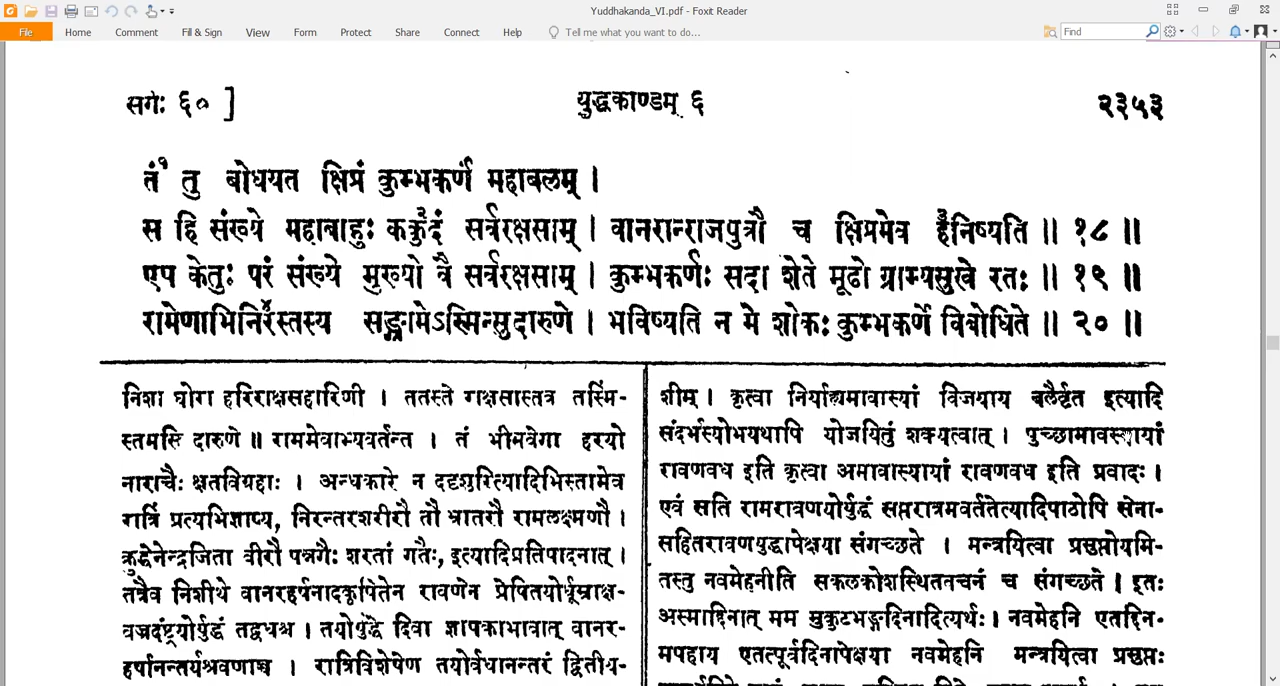 Yuddhakanda_VI.pdf - Foxit Reader
File Home Comment Fill & Sign View Form Protect Share Connect Help Tell me what you want to do... Find
सर्गः ६० ] युद्धकाण्डम् ६ २३५३
तं१ तु बोधयत क्षिप्रं कुम्भकर्णं महाबलम् ।
स हि संख्ये महाबाहुः ककुदं सर्वरक्षसाम् । वानरान्राजपुत्रौ च क्षिप्रमेव हनिष्यति ॥ १८ ॥
एष केतुः परं संख्ये मुख्यो वै सर्वरक्षसाम् । कुम्भकर्णः सदा शेते मूढो ग्राम्यसुखे रतः ॥ १९ ॥
रामेणाभिनिरस्तस्य सङ्ग्रामेऽस्मिन्सुदारुणे । भविष्यति न मे शोकः कुम्भकर्णे विबोधिते ॥ २० ॥
निशा घोरा हरिराक्षसहारिणी । ततस्ते राक्षसास्तत्र तस्मिं-
स्तमसि दारुणे ॥ राममेवाभ्यवर्तन्त । तं भीमवेगा हरयो
नाराचैः क्षतविग्रहाः । अन्धकारे न ददृशुरित्यादिभिस्तामेव
रात्रिं प्रत्यभिज्ञाप्य, निरन्तरशरीरौ तौ भ्रातरौ रामलक्ष्मणौ ।
क्रुद्धेनेन्द्रजिता वीरौ पन्नगैः शरतां गतैः, इत्यादिप्रतिपादनात् ।
तत्रैव निशीथे वानरहर्षनादकुपितेन रावणेन प्रेषितयोर्धूम्राक्ष-
वज्रदंष्ट्रयोर्युद्धं तद्वधश्च । तयोर्युद्धे दिवा ज्ञापकाभावात् वानर-
हर्षानन्तर्यश्रवणाच्च । रात्रिविशेषेण तयोर्वधानन्तरं द्वितीय-
शीम् । कृत्वा निर्याह्यमावास्यां विजयाय बलैर्वृत इत्यादि
संदर्भस्योभयथापि योजयितुं शक्यत्वात् । पुच्छामावास्यायां
रावणवध इति कृत्वा अमावास्यायां रावणवध इति प्रवादः ।
एवं सति रामरावणयोर्युद्धं सप्तरात्रमवर्ततेत्यादिपाठोपि सेना-
सहितरावणयुद्धापेक्षया संगच्छते । मन्त्रयित्वा प्रसुप्तोयमि-
तस्तु नवमेहनीति सकलकोशस्थितवचनं च संगच्छते । इतः
अस्माद्दिनात् मम मुकुटभङ्गदिनादित्यर्थः । नवमेहनि एतद्दिन-
मपहाय एतत्पूर्वदिनापेक्षया नवमेहनि मन्त्रयित्वा प्रसुप्तः